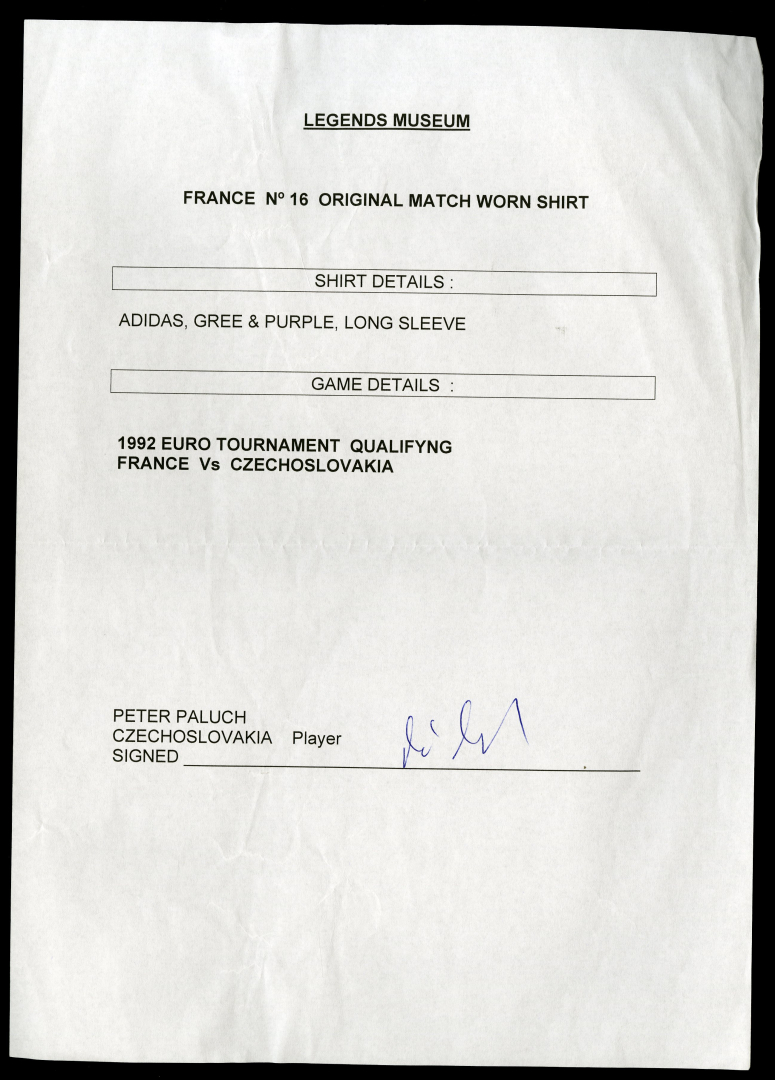 LEGENDS MUSEUM
FRANCE Nº 16 ORIGINAL MATCH WORN SHIRT
SHIRT DETAILS :
ADIDAS, GREE & PURPLE, LONG SLEEVE
GAME DETAILS :
1992 EURO TOURNAMENT QUALIFYNG
FRANCE Vs CZECHOSLOVAKIA
PETER PALUCH
CZECHOSLOVAKIA Player
SIGNED